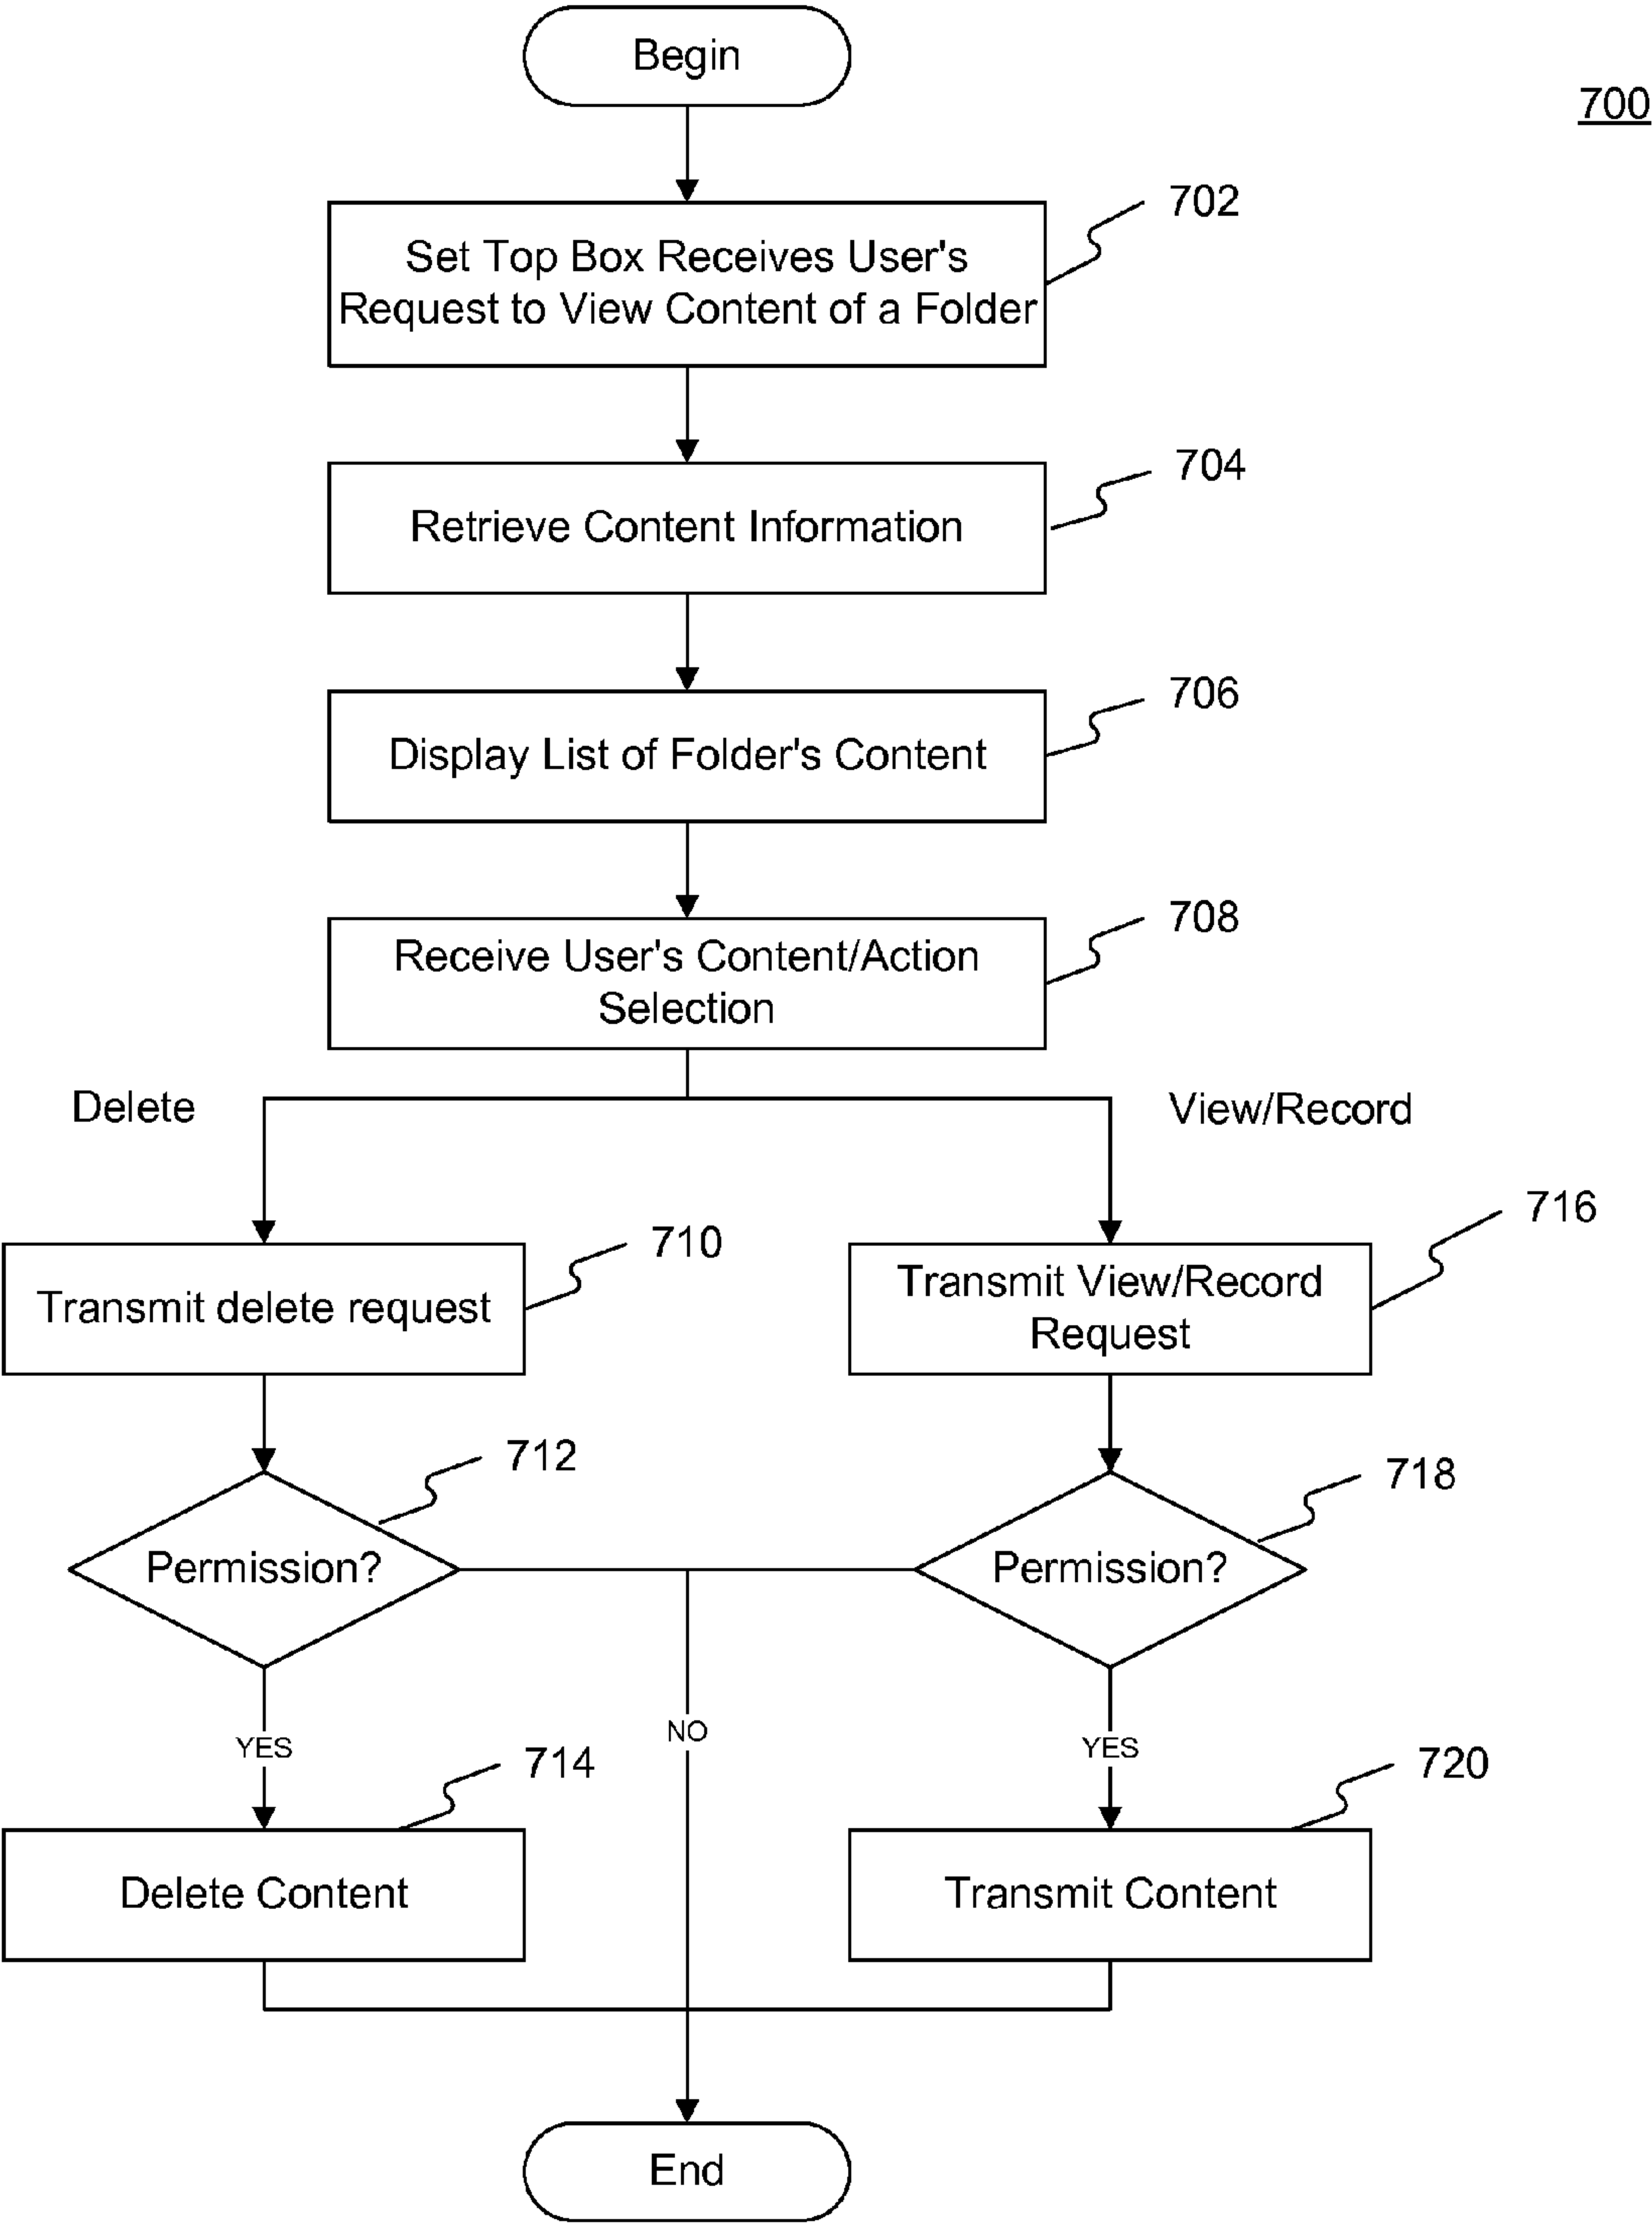 Begin
700
702
Set Top Box Receives User's
Request to View Content of a Folder
704
Retrieve Content Information
706
Display List of Folder's Content
708
Receive User's Content/Action
Selection
Delete
View/Record
710
Transmit delete request
716
Transmit View/Record
Request
712
Permission?
718
Permission?
YES
NO
YES
714
Delete Content
720
Transmit Content
End